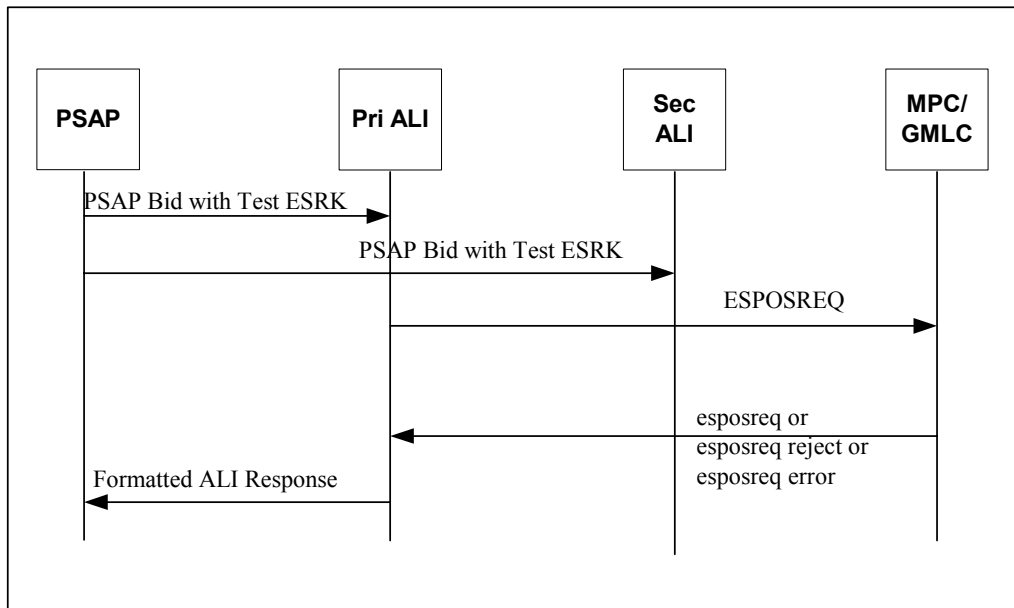 PSAP
Pri ALI
Sec
ALI
MPC/
GMLC
PSAP Bid with Test ESRK
PSAP Bid with Test ESRK
ESPOSREQ
esposreq or
esposreq reject or
esposreq error
Formatted ALI Response